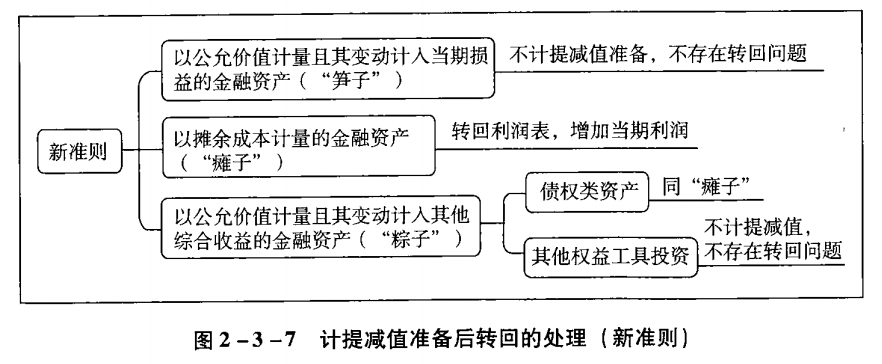 以公允价值计量且其变动计入当期损
益的金融资产（“笋子”）
不计提减值准备，不存在转回问题
新准则
以摊余成本计量的金融资产
（“瘫子”）
转回利润表，增加当期利润
以公允价值计量且其变动计入其他
综合收益的金融资产（“粽子”）
债权类资产
同“瘫子”
其他权益工具投资
不计提减值，
不存在转回问题
图2-3-7 计提减值准备后转回的处理（新准则）